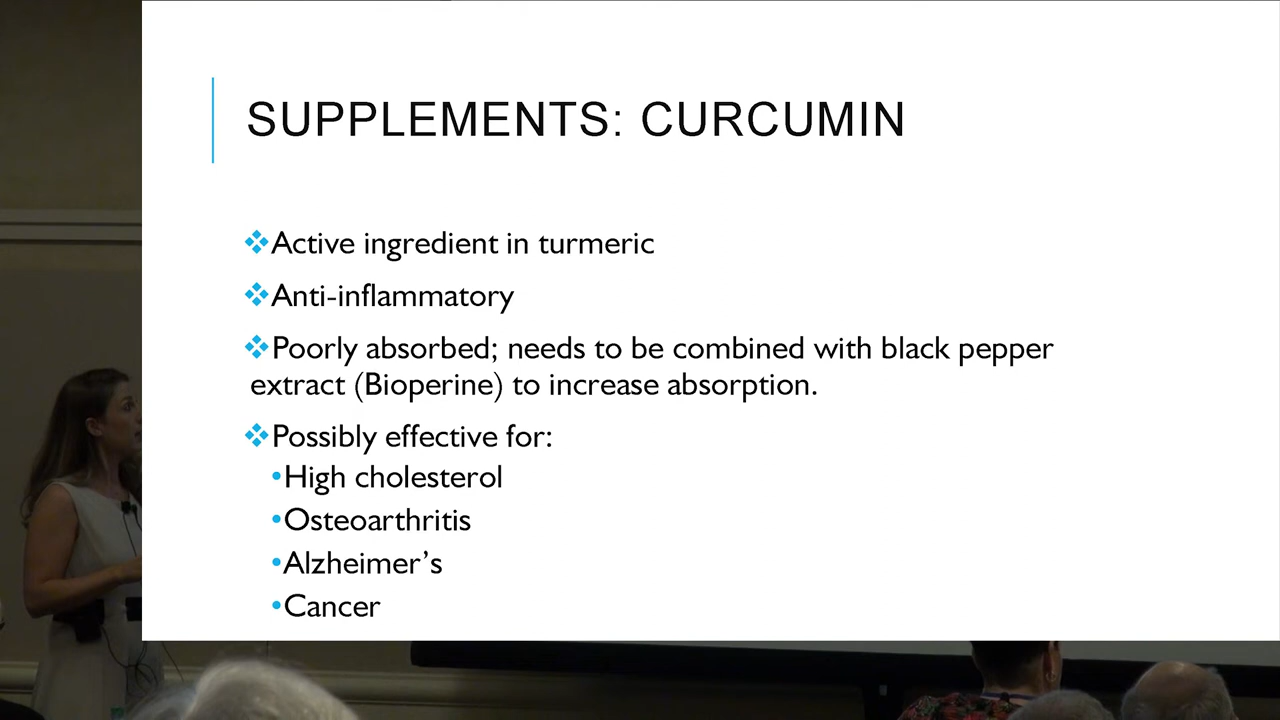 SUPPLEMENTS: CURCUMIN
❖Active ingredient in turmeric
❖Anti-inflammatory
❖Poorly absorbed; needs to be combined with black pepper
extract (Bioperine) to increase absorption.
❖Possibly effective for:
•High cholesterol
•Osteoarthritis
•Alzheimer’s
•Cancer